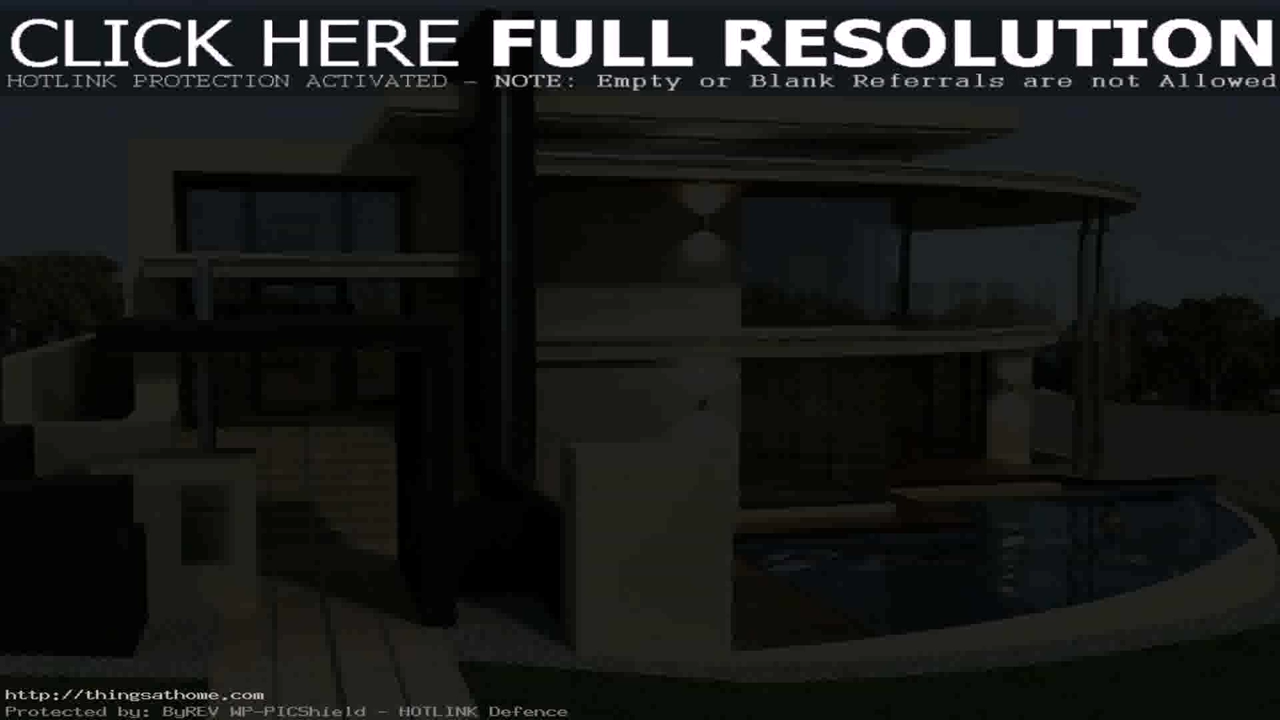 CLICK HERE FULL RESOLUTION
HOTLINK PROTECTION ACTIVATED - NOTE: Empty or Blank Referrals are not Allowed
http://thingsathome.com
Protected by: ByREV WP-PICShield - HOTLINK Defence